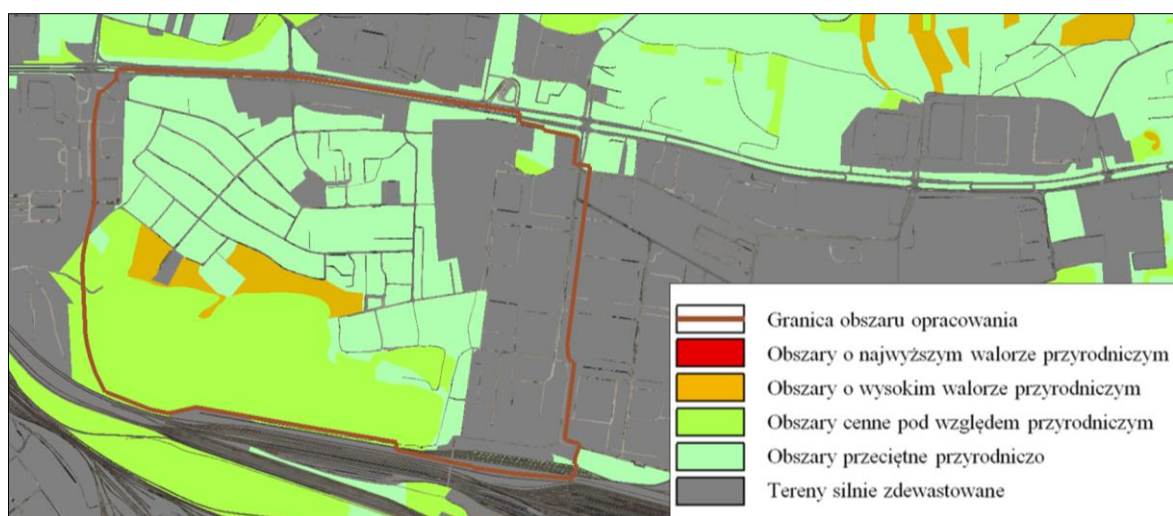 Granica obszaru opracowania
Obszary o najwyższym walorze przyrodniczym
Obszary o wysokim walorze przyrodniczym
Obszary cenne pod względem przyrodniczym
Obszary przeciętne przyrodniczo
Tereny silnie zdewastowane